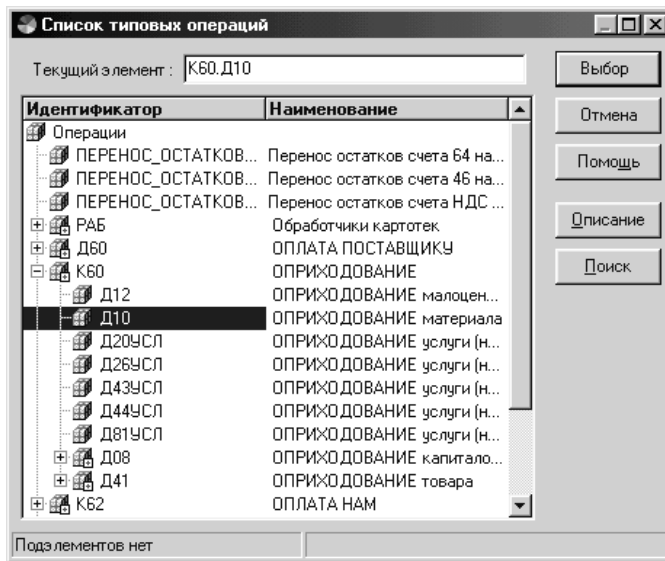 Список типовых операций
Текущий элемент : К60.Д10
Выбор
Отмена
Помощь
Описание
Поиск
Идентификатор Наименование
Операции
ПЕРЕНОС_ОСТАТКОВ... Перенос остатков счета 64 на...
ПЕРЕНОС_ОСТАТКОВ... Перенос остатков счета 46 на...
ПЕРЕНОС_ОСТАТКОВ... Перенос остатков счета НДС ...
РАБ Обработчики картотек
Д60 ОПЛАТА ПОСТАВЩИКУ
К60 ОПРИХОДОВАНИЕ
Д12 ОПРИХОДОВАНИЕ малоцен...
Д10 ОПРИХОДОВАНИЕ материала
Д20УСЛ ОПРИХОДОВАНИЕ услуги (н...
Д26УСЛ ОПРИХОДОВАНИЕ услуги (н...
Д43УСЛ ОПРИХОДОВАНИЕ услуги (н...
Д44УСЛ ОПРИХОДОВАНИЕ услуги (н...
Д81УСЛ ОПРИХОДОВАНИЕ услуги (н...
Д08 ОПРИХОДОВАНИЕ капитало...
Д41 ОПРИХОДОВАНИЕ товара
К62 ОПЛАТА НАМ
Подэлементов нет